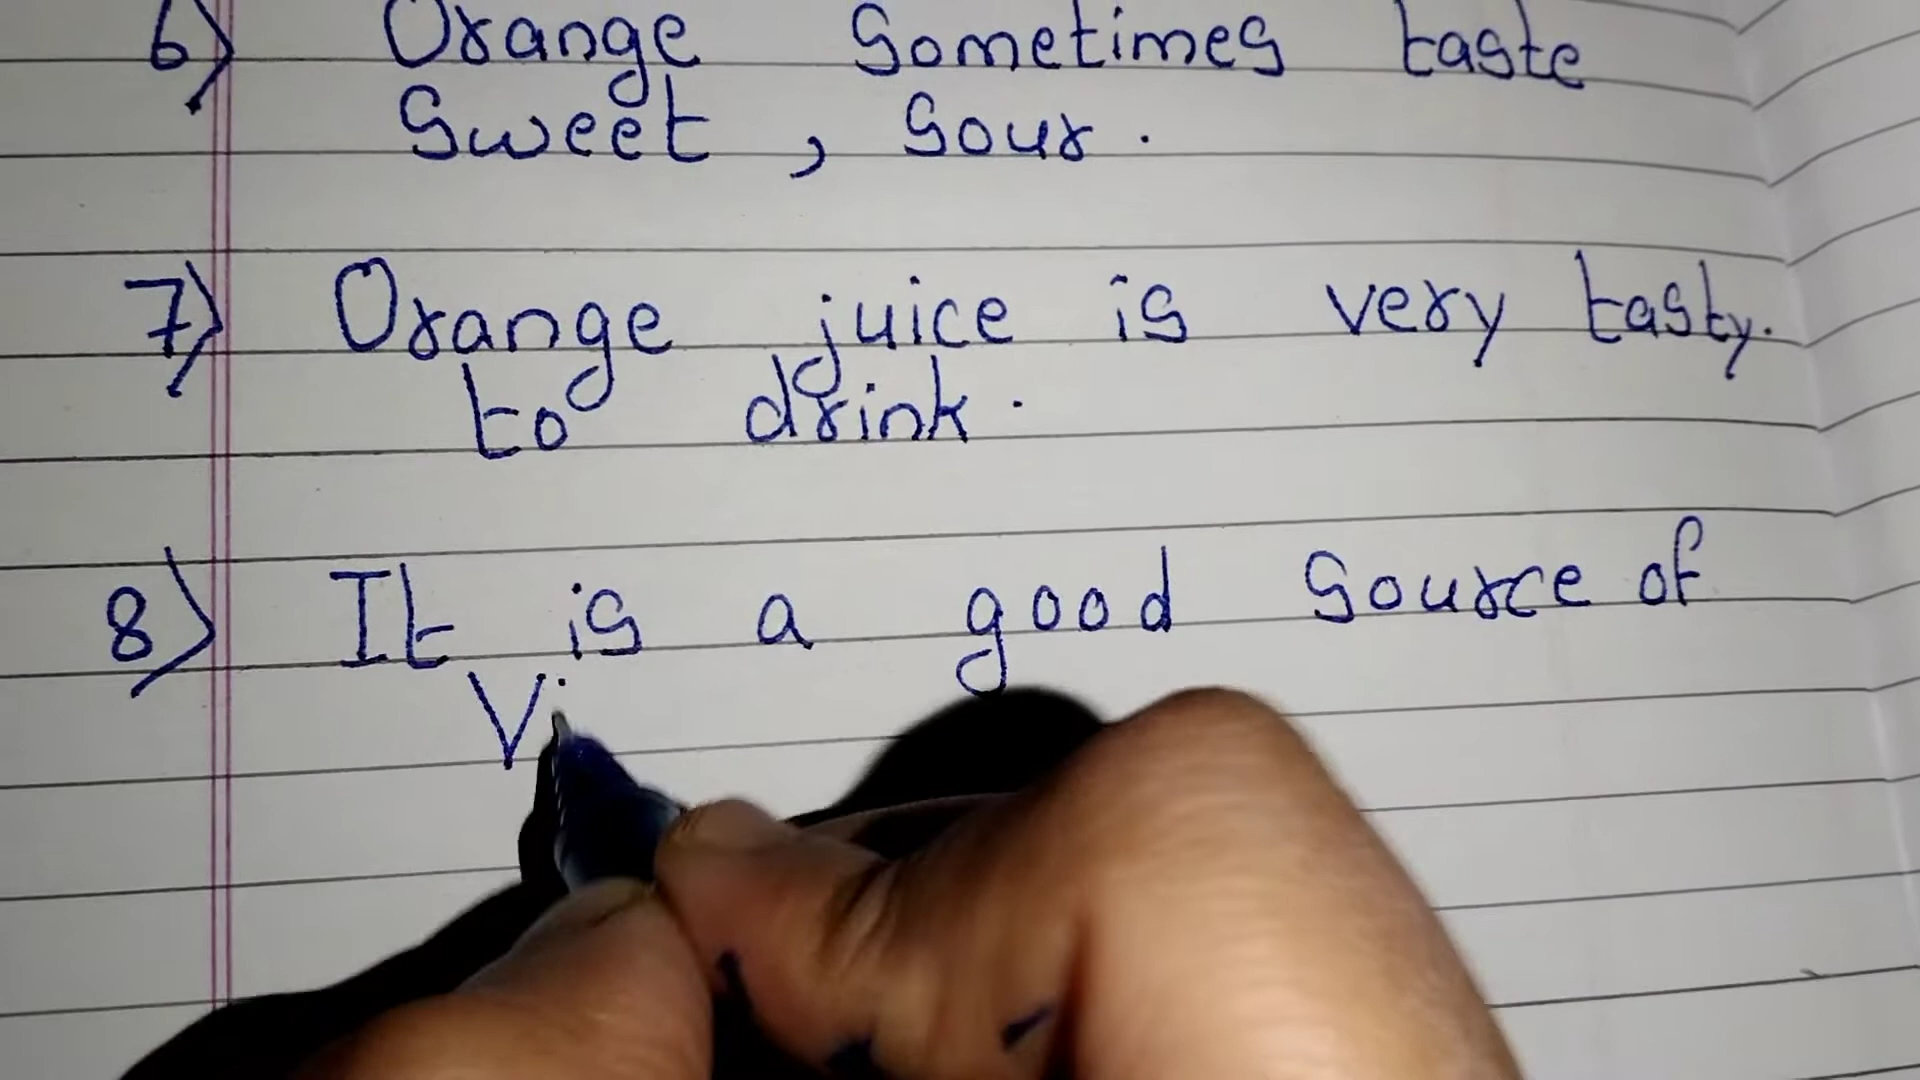 6) Orange Sometimes taste
Sweet, Sour.
7) Orange juice is very tasty.
to drink.
8) It is a good Source of
Vi